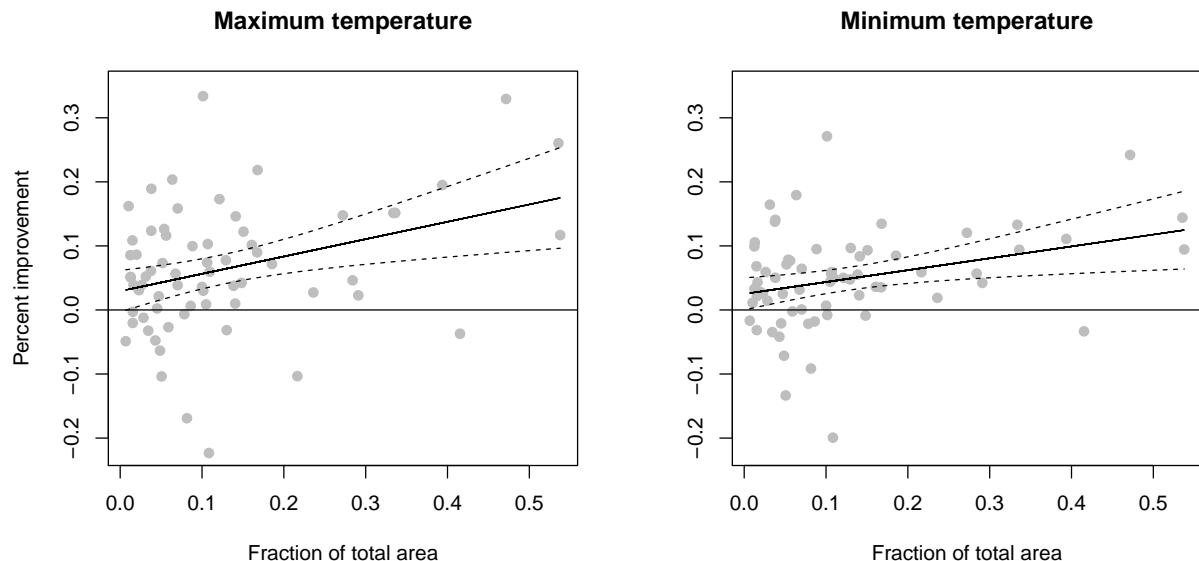 Maximum temperature
Minimum temperature
Percent improvement
0.3
0.2
0.1
0.0
−0.1
−0.2
0.0 0.1 0.2 0.3 0.4 0.5
Fraction of total area
0.3
0.2
0.1
0.0
−0.1
−0.2
0.0 0.1 0.2 0.3 0.4 0.5
Fraction of total area